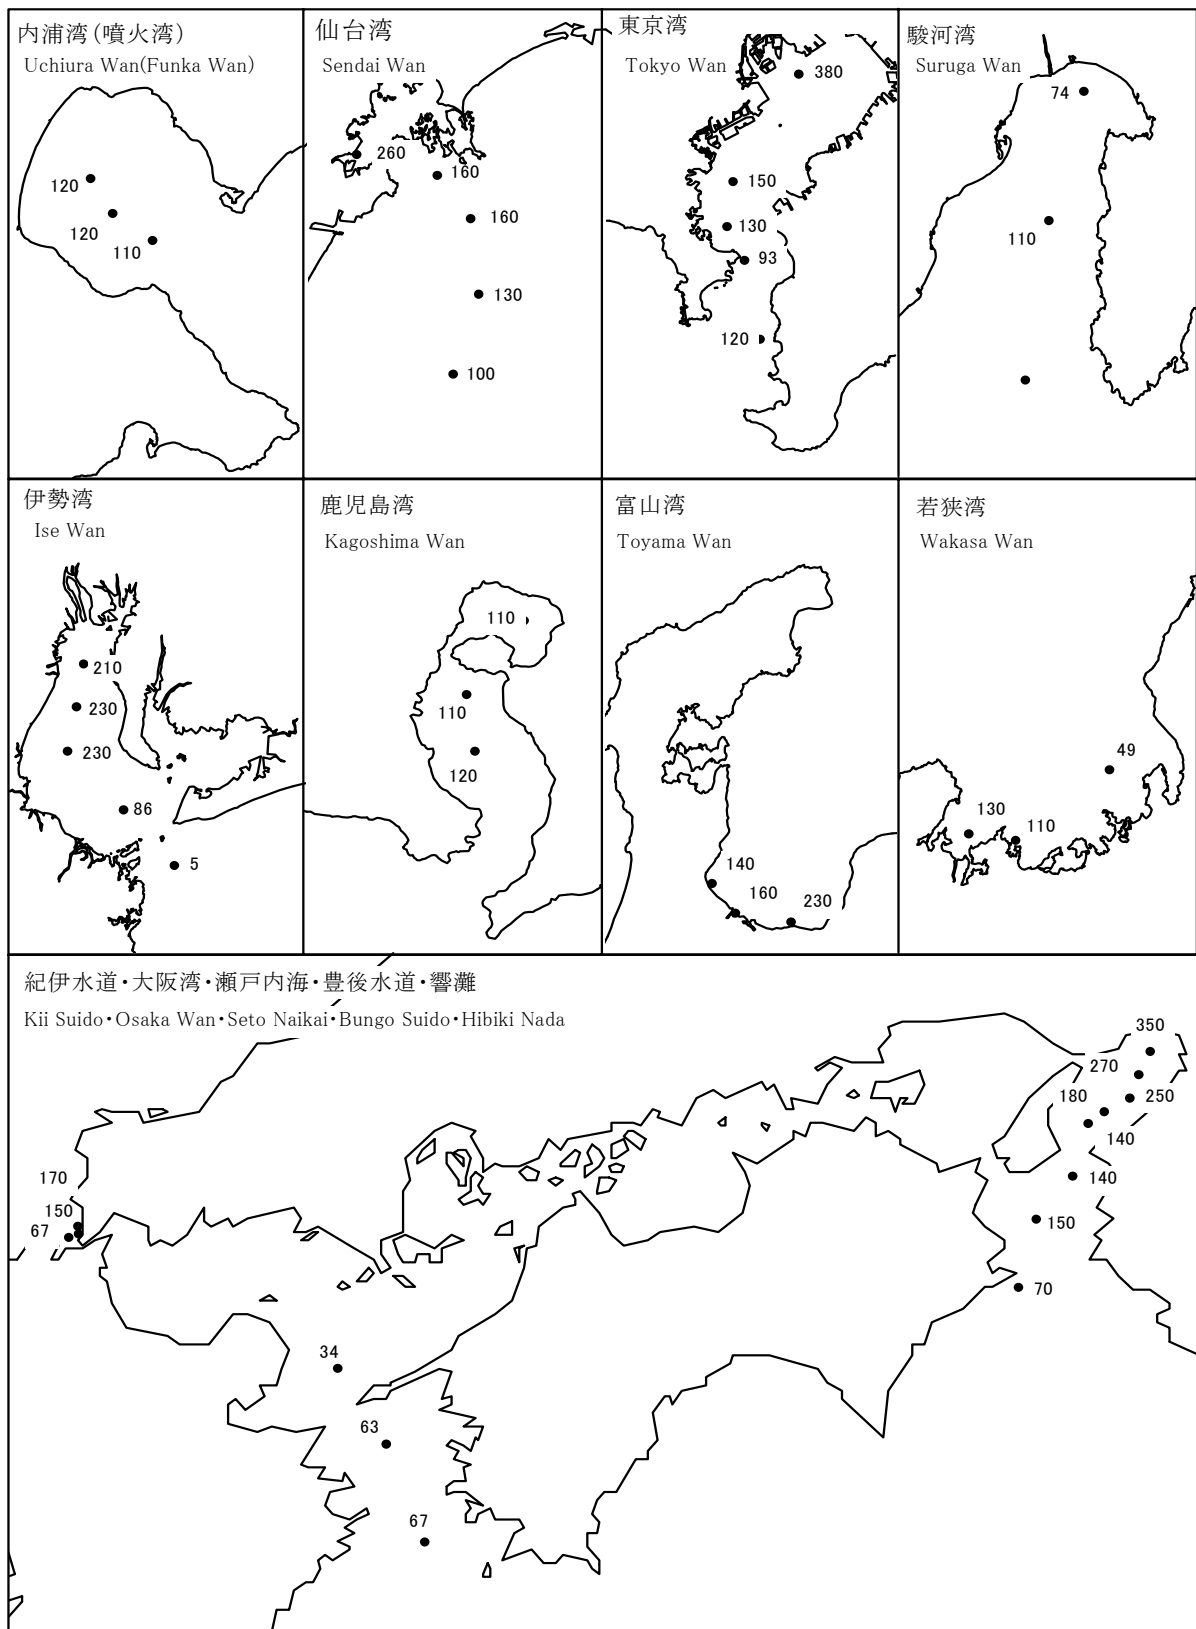 内浦湾(噴火湾)
Uchiura Wan(Funka Wan)
120
120
110
仙台湾
Sendai Wan
260
160
160
130
100
東京湾
Tokyo Wan
380
150
130
93
120
駿河湾
Suruga Wan
74
110
伊勢湾
Ise Wan
210
230
230
86
5
鹿児島湾
Kagoshima Wan
110
110
120
富山湾
Toyama Wan
140
160
230
若狭湾
Wakasa Wan
49
130
110
紀伊水道・大阪湾・瀬戸内海・豊後水道・響灘
Kii Suido・Osaka Wan・Seto Naikai・Bungo Suido・Hibiki Nada
350
270
180
250
140
170
140
150
67
150
70
34
63
67